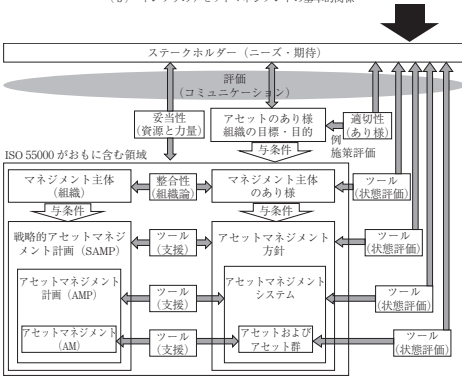 ステークホルダー（ニーズ・期待）
評価
（コミュニケーション）
妥当性
（資源と力量）
アセットのあり様
組織の目標・目的
適切性
（あり様）
例
施策評価
与条件
ISO 55000 がおもに含む領域
マネジメント主体
（組織）
整合性
（組織論）
マネジメント主体
のあり様
ツール
（状態評価）
与条件
与条件
戦略的アセットマネジ
メント計画（SAMP）
ツール
（支援）
アセットマネジメント
方針
ツール
（状態評価）
アセットマネジメント
計画（AMP）
ツール
（支援）
アセットマネジメント
システム
ツール
（状態評価）
アセットマネジメント
（AM）
ツール
（支援）
アセットおよび
アセット群
ツール
（状態評価）